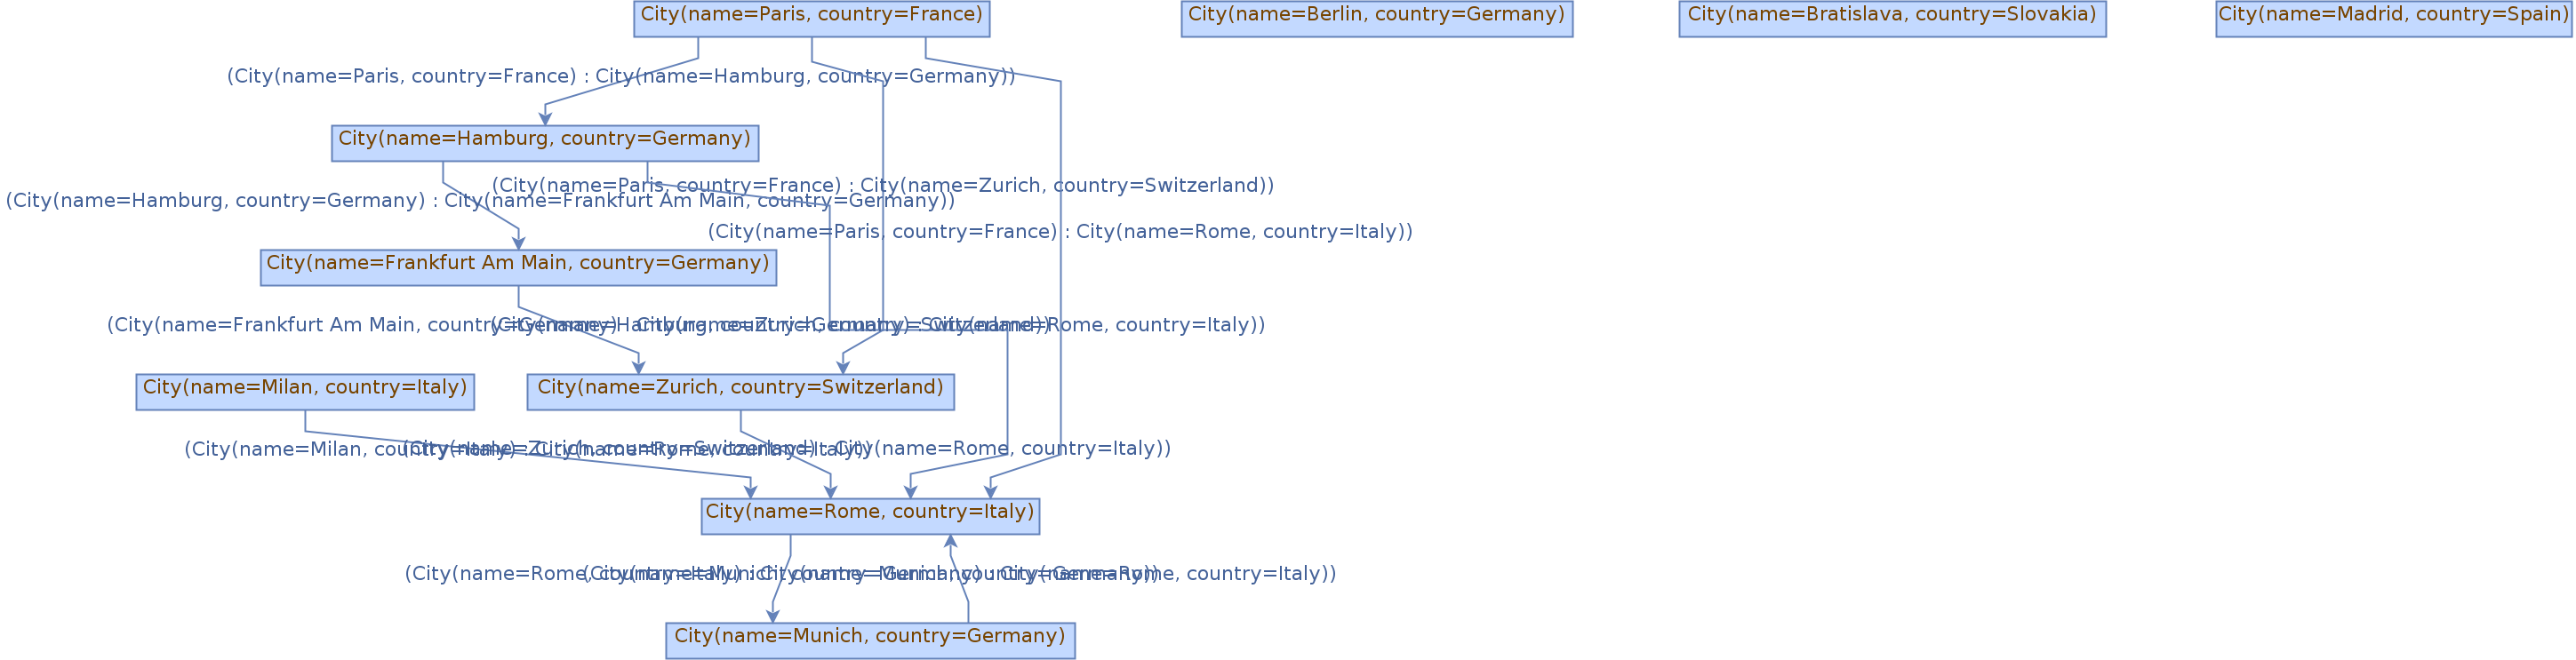 City(name=Paris, country=France)
City(name=Berlin, country=Germany)
City(name=Bratislava, country=Slovakia)
City(name=Madrid, country=Spain)
(City(name=Paris, country=France) : City(name=Hamburg, country=Germany))
City(name=Hamburg, country=Germany)
(City(name=Paris, country=France) : City(name=Zurich, country=Switzerland))
(City(name=Hamburg, country=Germany) : City(name=Frankfurt Am Main, country=Germany))
(City(name=Paris, country=France) : City(name=Rome, country=Italy))
City(name=Frankfurt Am Main, country=Germany)
(City(name=Frankfurt Am Main, country=Germany) : City(name=Zurich, country=Switzerland))
(City(name=Hamburg, country=Germany) : City(name=Rome, country=Italy))
City(name=Milan, country=Italy)
City(name=Zurich, country=Switzerland)
(City(name=Milan, country=Italy) : City(name=Rome, country=Italy))
(City(name=Zurich, country=Switzerland) : City(name=Rome, country=Italy))
City(name=Rome, country=Italy)
(City(name=Rome, country=Italy) : City(name=Munich, country=Germany))
(City(name=Munich, country=Germany) : City(name=Rome, country=Italy))
City(name=Munich, country=Germany)